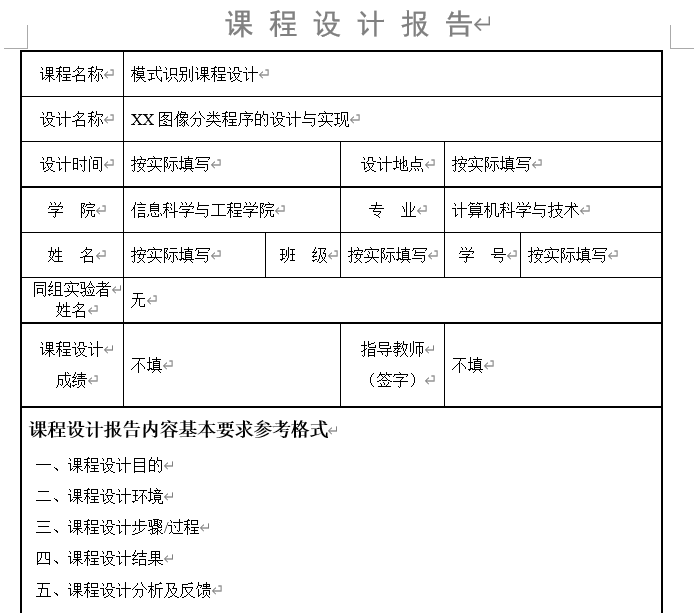 课 程 设 计 报 告
课程名称 模式识别课程设计
设计名称 XX 图像分类程序的设计与实现
设计时间 按实际填写 设计地点 按实际填写
学 院 信息科学与工程学院 专 业 计算机科学与技术
姓 名 按实际填写 班 级 按实际填写 学 号 按实际填写
同组实验者
姓名
无
课程设计
成绩
不填
指导教师
（签字）
不填
课程设计报告内容基本要求参考格式
一、课程设计目的
二、课程设计环境
三、课程设计步骤/过程
四、课程设计结果
五、课程设计分析及反馈